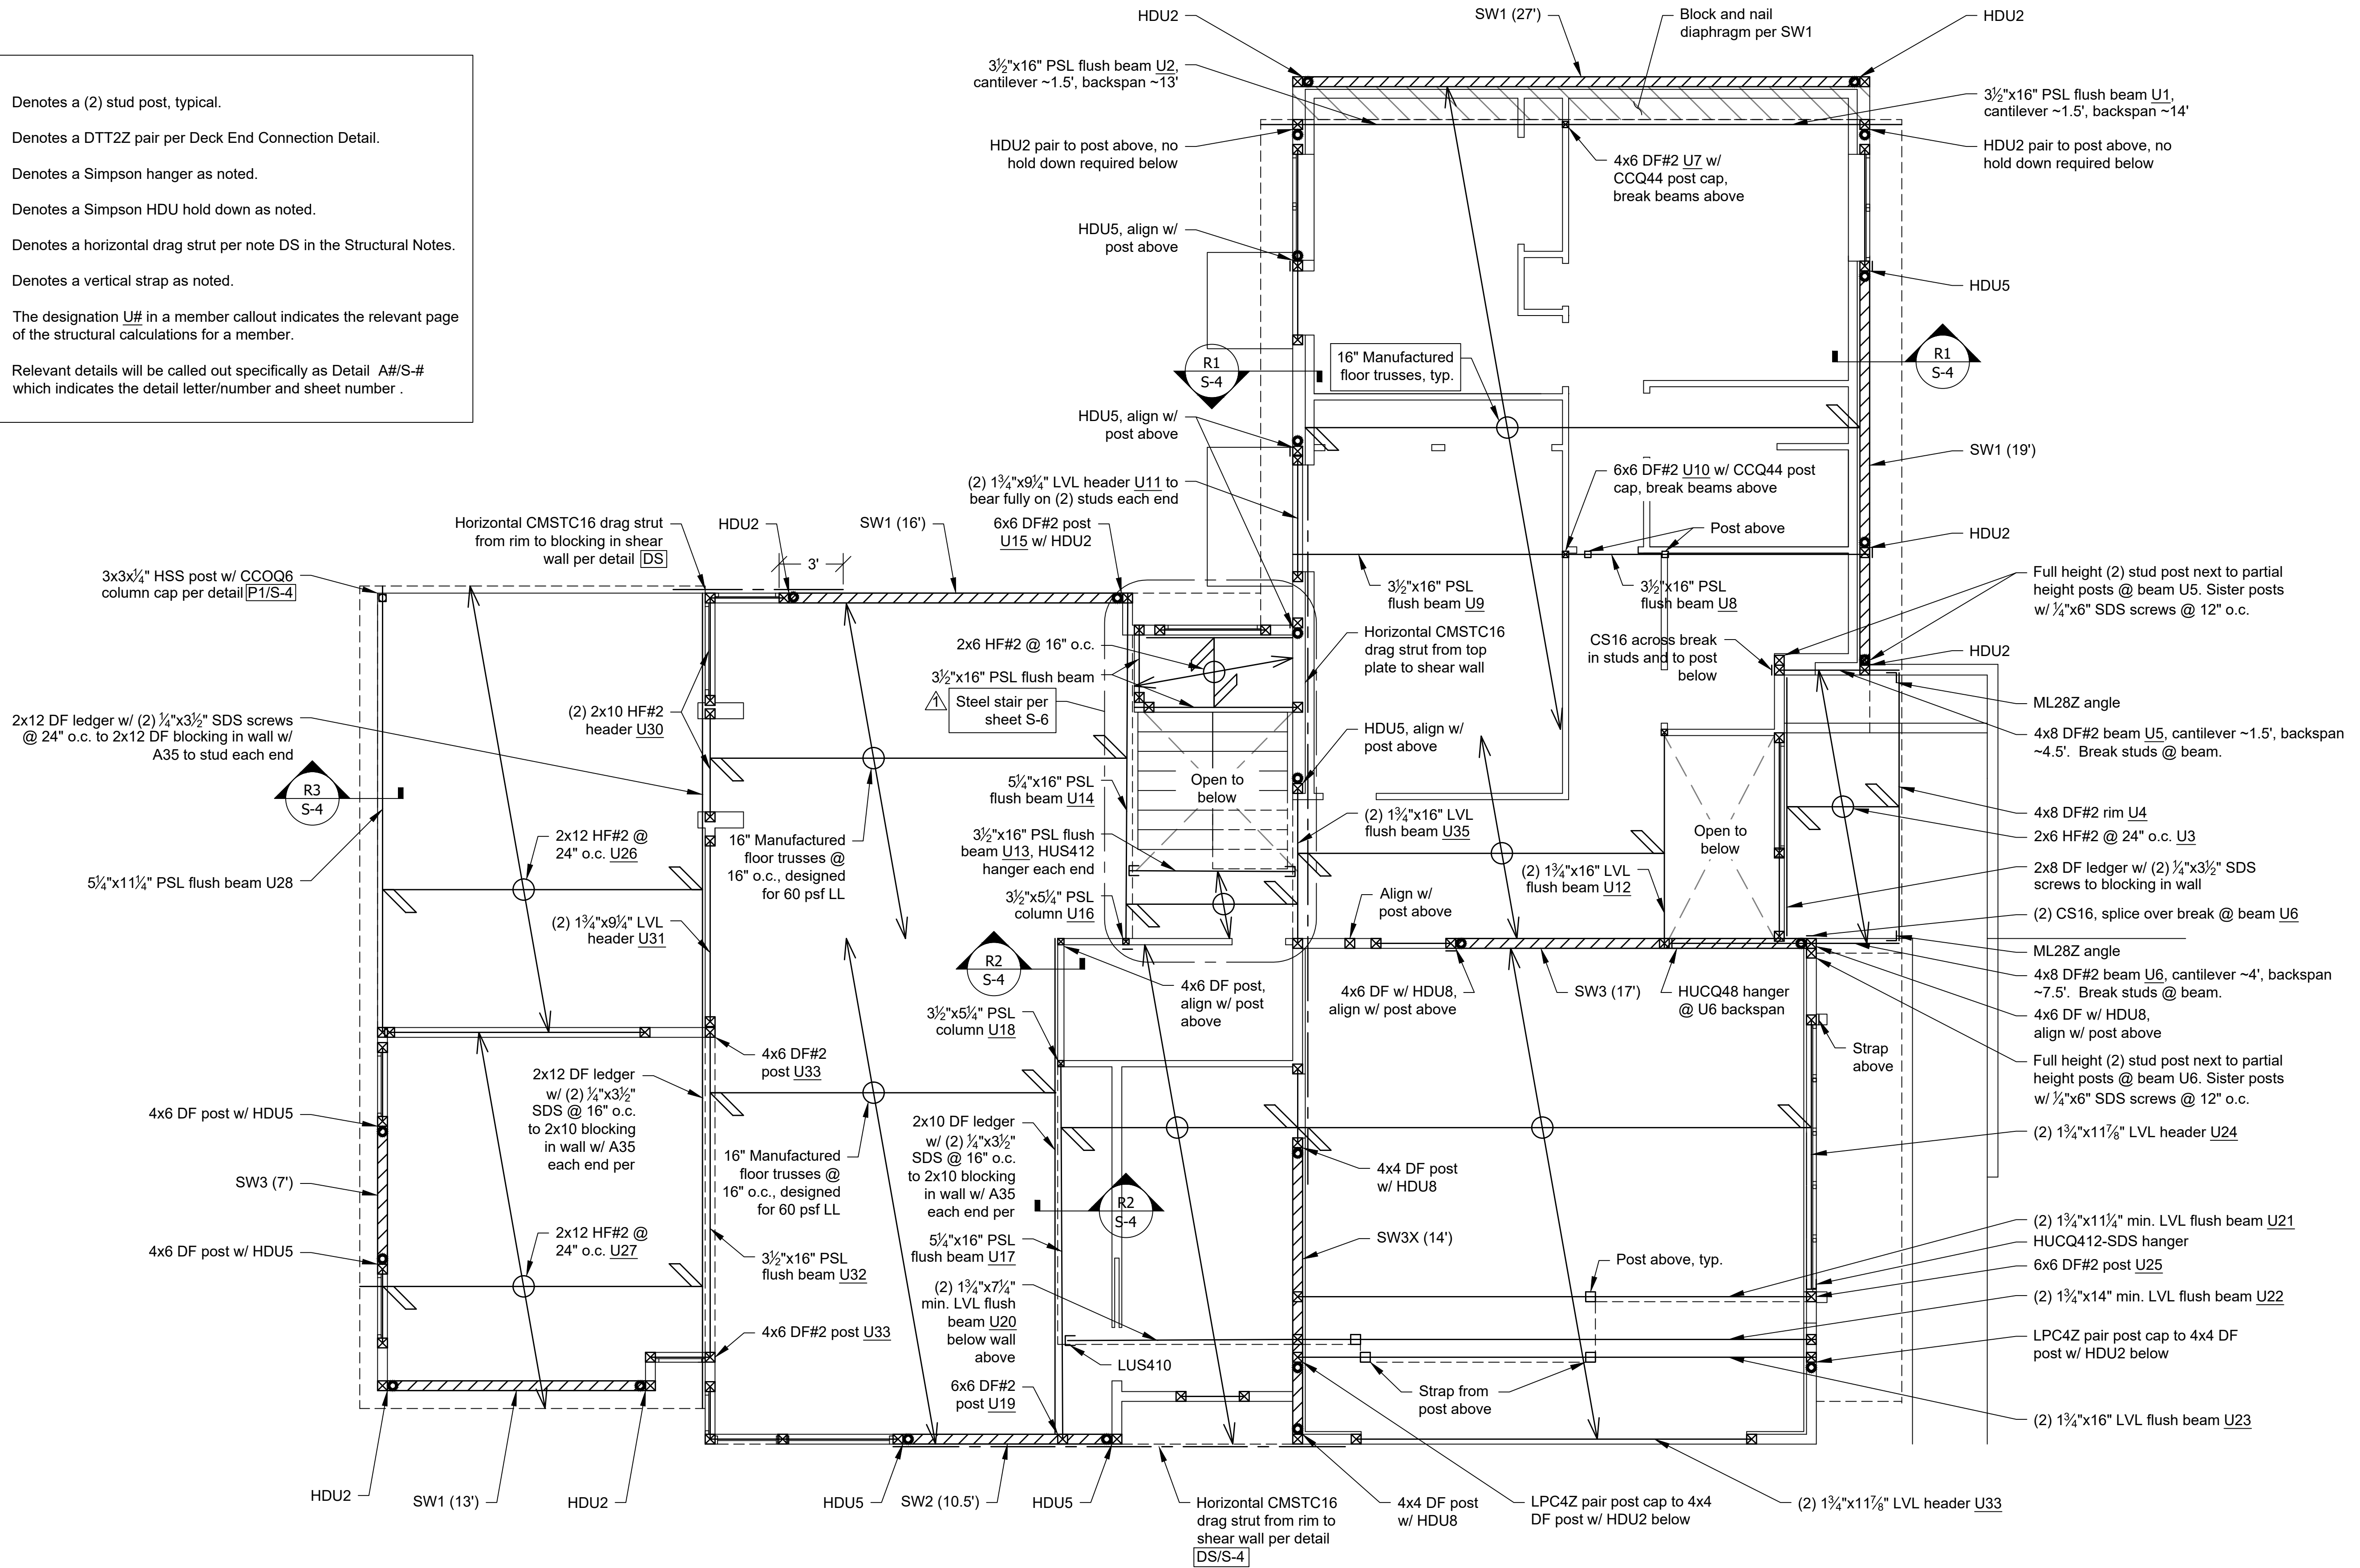 Denotes a (2) stud post, typical.
Denotes a DTT2Z pair per Deck End Connection Detail.
Denotes a Simpson hanger as noted.
Denotes a Simpson HDU hold down as noted.
Denotes a horizontal drag strut per note DS in the Structural Notes.
Denotes a vertical strap as noted.
The designation U# in a member callout indicates the relevant page
of the structural calculations for a member.
Relevant details will be called out specifically as Detail A#/S-#
which indicates the detail letter/number and sheet number .
HDU2
SW1 (27')
Block and nail
diaphragm per SW1
HDU2
3½"x16" PSL flush beam U2,
cantilever ~1.5', backspan ~13'
3½"x16" PSL flush beam U1,
cantilever ~1.5', backspan ~14'
HDU2 pair to post above, no
hold down required below
4x6 DF#2 U7 w/
CCQ44 post cap,
break beams above
HDU2 pair to post above, no
hold down required below
HDU5, align w/
post above
HDU5
R1
S-4
16" Manufactured
floor trusses, typ.
R1
S-4
HDU5, align w/
post above
SW1 (19')
(2) 1¾"x9¼" LVL header U11 to
bear fully on (2) studs each end
6x6 DF#2 U10 w/ CCQ44 post
cap, break beams above
Post above
HDU2
Horizontal CMSTC16 drag strut
from rim to blocking in shear
wall per detail DS
HDU2
SW1 (16')
6x6 DF#2 post
U15 w/ HDU2
3'
3x3x¼" HSS post w/ CCOQ6
column cap per detail P1/S-4
3½"x16" PSL
flush beam U9
3½"x16" PSL
flush beam U8
Full height (2) stud post next to partial
height posts @ beam U5. Sister posts
w/ ¼"x6" SDS screws @ 12" o.c.
2x6 HF#2 @ 16" o.c.
Horizontal CMSTC16
drag strut from top
plate to shear wall
CS16 across break
in studs and to post
below
HDU2
3½"x16" PSL flush beam
1
Steel stair per
sheet S-6
ML28Z angle
2x12 DF ledger w/ (2) ¼"x3½" SDS screws
@ 24" o.c. to 2x12 DF blocking in wall w/
A35 to stud each end
(2) 2x10 HF#2
header U30
HDU5, align w/
post above
4x8 DF#2 beam U5, cantilever ~1.5', backspan
~4.5'. Break studs @ beam.
R3
S-4
5¼"x16" PSL
flush beam U14
Open to
below
Open to
below
4x8 DF#2 rim U4
2x6 HF#2 @ 24" o.c. U3
2x12 HF#2 @
24" o.c. U26
16" Manufactured
floor trusses @
16" o.c., designed
for 60 psf LL
3½"x16" PSL flush
beam U13, HUS412
hanger each end
(2) 1¾"x16" LVL
flush beam U35
(2) 1¾"x16" LVL
flush beam U12
2x8 DF ledger w/ (2) ¼"x3½" SDS
screws to blocking in wall
5¼"x11¼" PSL flush beam U28
3½"x5¼" PSL
column U16
Align w/
post above
(2) CS16, splice over break @ beam U6
(2) 1¾"x9¼" LVL
header U31
ML28Z angle
R2
S-4
4x6 DF post,
align w/ post
above
4x6 DF w/ HDU8,
align w/ post above
SW3 (17')
HUCQ48 hanger
@ U6 backspan
4x8 DF#2 beam U6, cantilever ~4', backspan
~7.5'. Break studs @ beam.
3½"x5¼" PSL
column U18
4x6 DF w/ HDU8,
align w/ post above
4x6 DF#2
post U33
Strap
above
Full height (2) stud post next to partial
height posts @ beam U6. Sister posts
w/ ¼"x6" SDS screws @ 12" o.c.
2x12 DF ledger
w/ (2) ¼"x3½"
SDS @ 16" o.c.
to 2x10 blocking
in wall w/ A35
each end per
4x6 DF post w/ HDU5
2x10 DF ledger
w/ (2) ¼"x3½"
SDS @ 16" o.c.
to 2x10 blocking
in wall w/ A35
each end per
(2) 1¾"x11⅞" LVL header U24
16" Manufactured
floor trusses @
16" o.c., designed
for 60 psf LL
4x4 DF post
w/ HDU8
SW3 (7')
R2
S-4
(2) 1¾"x11¼" min. LVL flush beam U21
HUCQ412-SDS hanger
2x12 HF#2 @
24" o.c. U27
4x6 DF post w/ HDU5
3½"x16" PSL
flush beam U32
5¼"x16" PSL
flush beam U17
SW3X (14')
Post above, typ.
6x6 DF#2 post U25
(2) 1¾"x7¼"
min. LVL flush
beam U20
below wall
above
(2) 1¾"x14" min. LVL flush beam U22
4x6 DF#2 post U33
LUS410
LPC4Z pair post cap to 4x4 DF
post w/ HDU2 below
6x6 DF#2
post U19
Strap from
post above
(2) 1¾"x16" LVL flush beam U23
HDU2
SW1 (13')
HDU2
HDU5
SW2 (10.5')
HDU5
Horizontal CMSTC16
drag strut from rim to
shear wall per detail
DS/S-4
4x4 DF post
w/ HDU8
LPC4Z pair post cap to 4x4
DF post w/ HDU2 below
(2) 1¾"x11⅞" LVL header U33